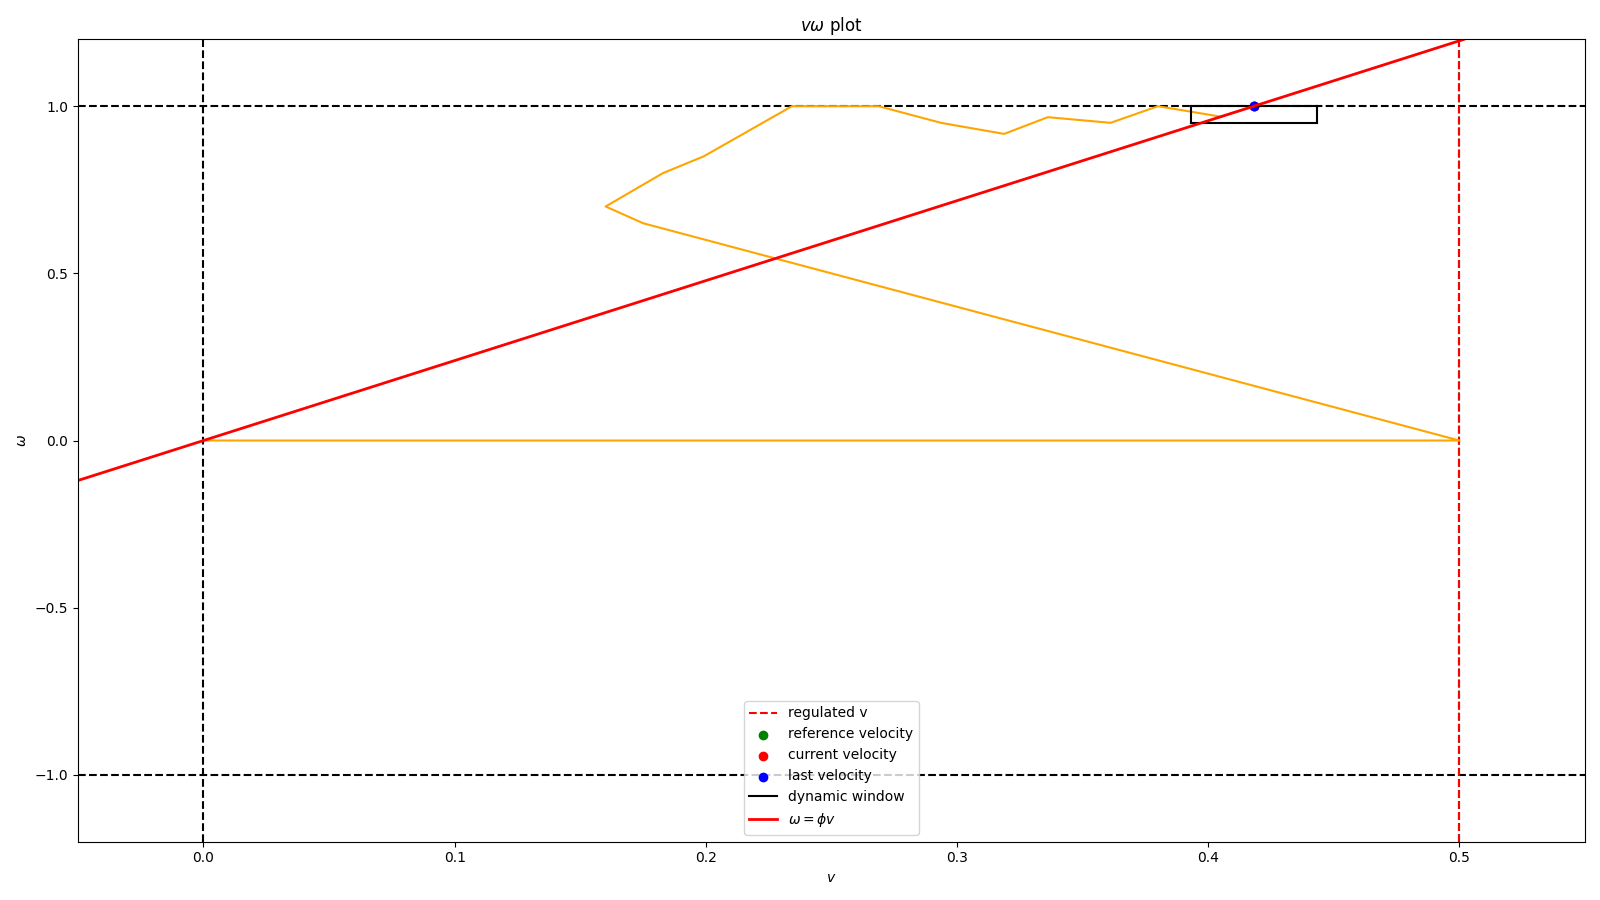 vω plot
1.0
0.5
0.0
−0.5
−1.0
ω
0.0
0.1
0.2
0.3
0.4
0.5
v
regulated v
reference velocity
current velocity
last velocity
dynamic window
ω = ϕv